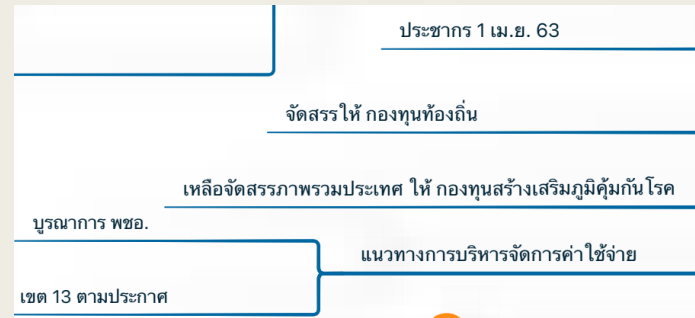 ประชากร 1 เม.ย. 63
จัดสรรให้ กองทุนท้องถิ่น
เหลือจัดสรรภาพรวมประเทศ ให้ กองทุนสร้างเสริมภูมิคุ้มกันโรค
บูรณาการ พชอ.
แนวทางการบริหารจัดการค่าใช้จ่าย
เขต 13 ตามประกาศ